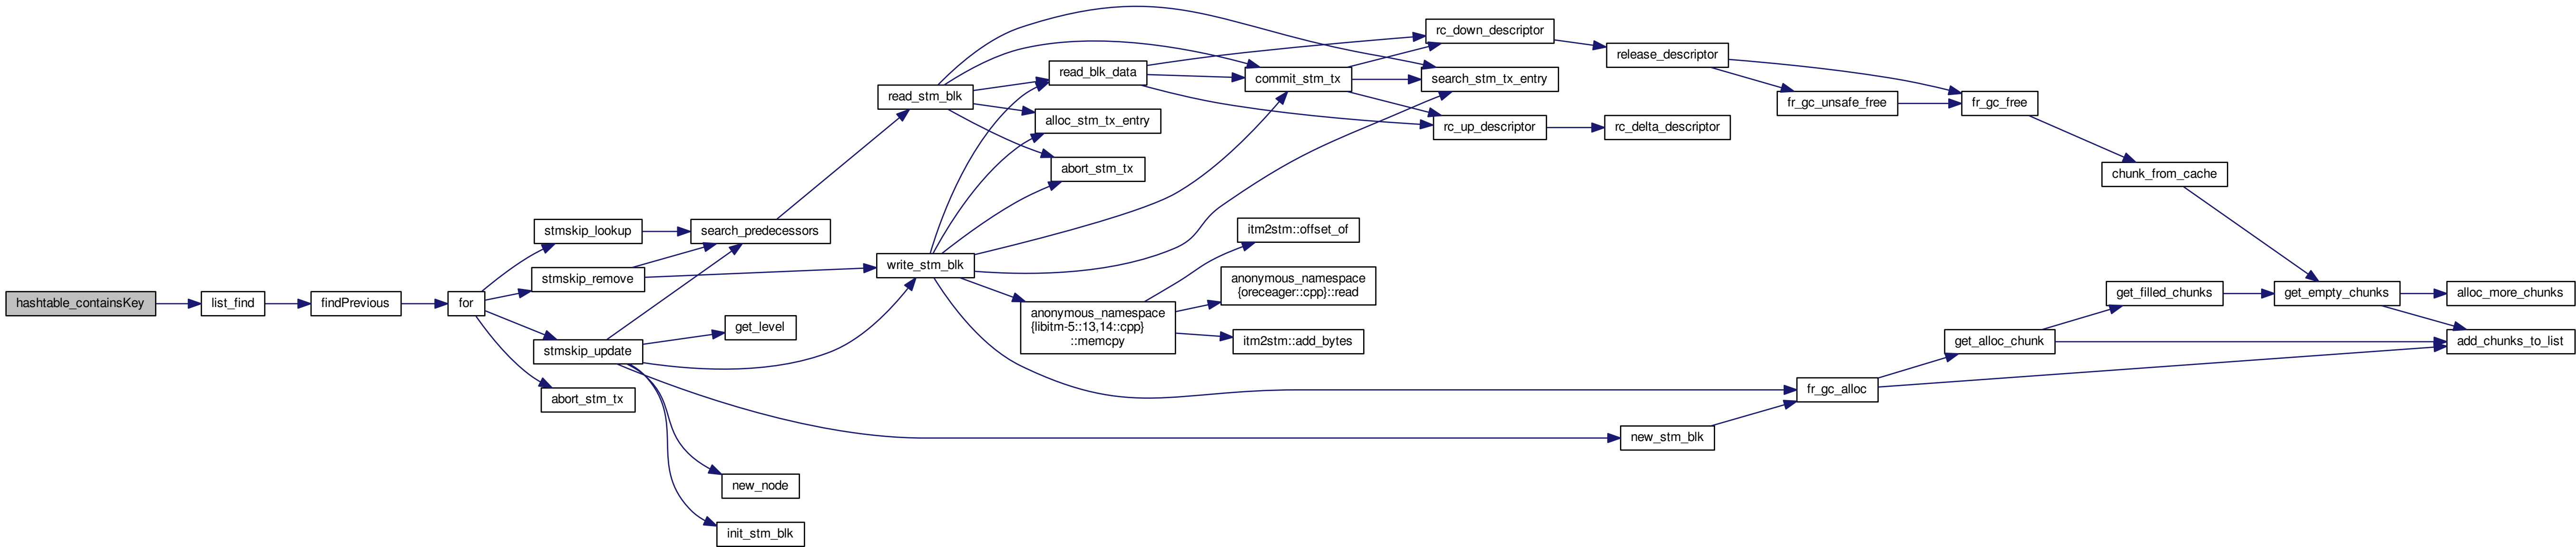 hashtable_containsKey
list_find
findPrevious
for
stmskip_lookup
stmskip_remove
stmskip_update
abort_stm_tx
search_predecessors
get_level
new_node
init_stm_blk
read_stm_blk
write_stm_blk
read_blk_data
alloc_stm_tx_entry
abort_stm_tx
anonymous_namespace
{libitm-5::13,14::cpp}
::memcpy
commit_stm_tx
itm2stm::offset_of
anonymous_namespace
{oreceager::cpp}::read
itm2stm::add_bytes
rc_down_descriptor
search_stm_tx_entry
rc_up_descriptor
release_descriptor
rc_delta_descriptor
new_stm_blk
fr_gc_unsafe_free
fr_gc_alloc
fr_gc_free
get_alloc_chunk
chunk_from_cache
get_filled_chunks
get_empty_chunks
alloc_more_chunks
add_chunks_to_list